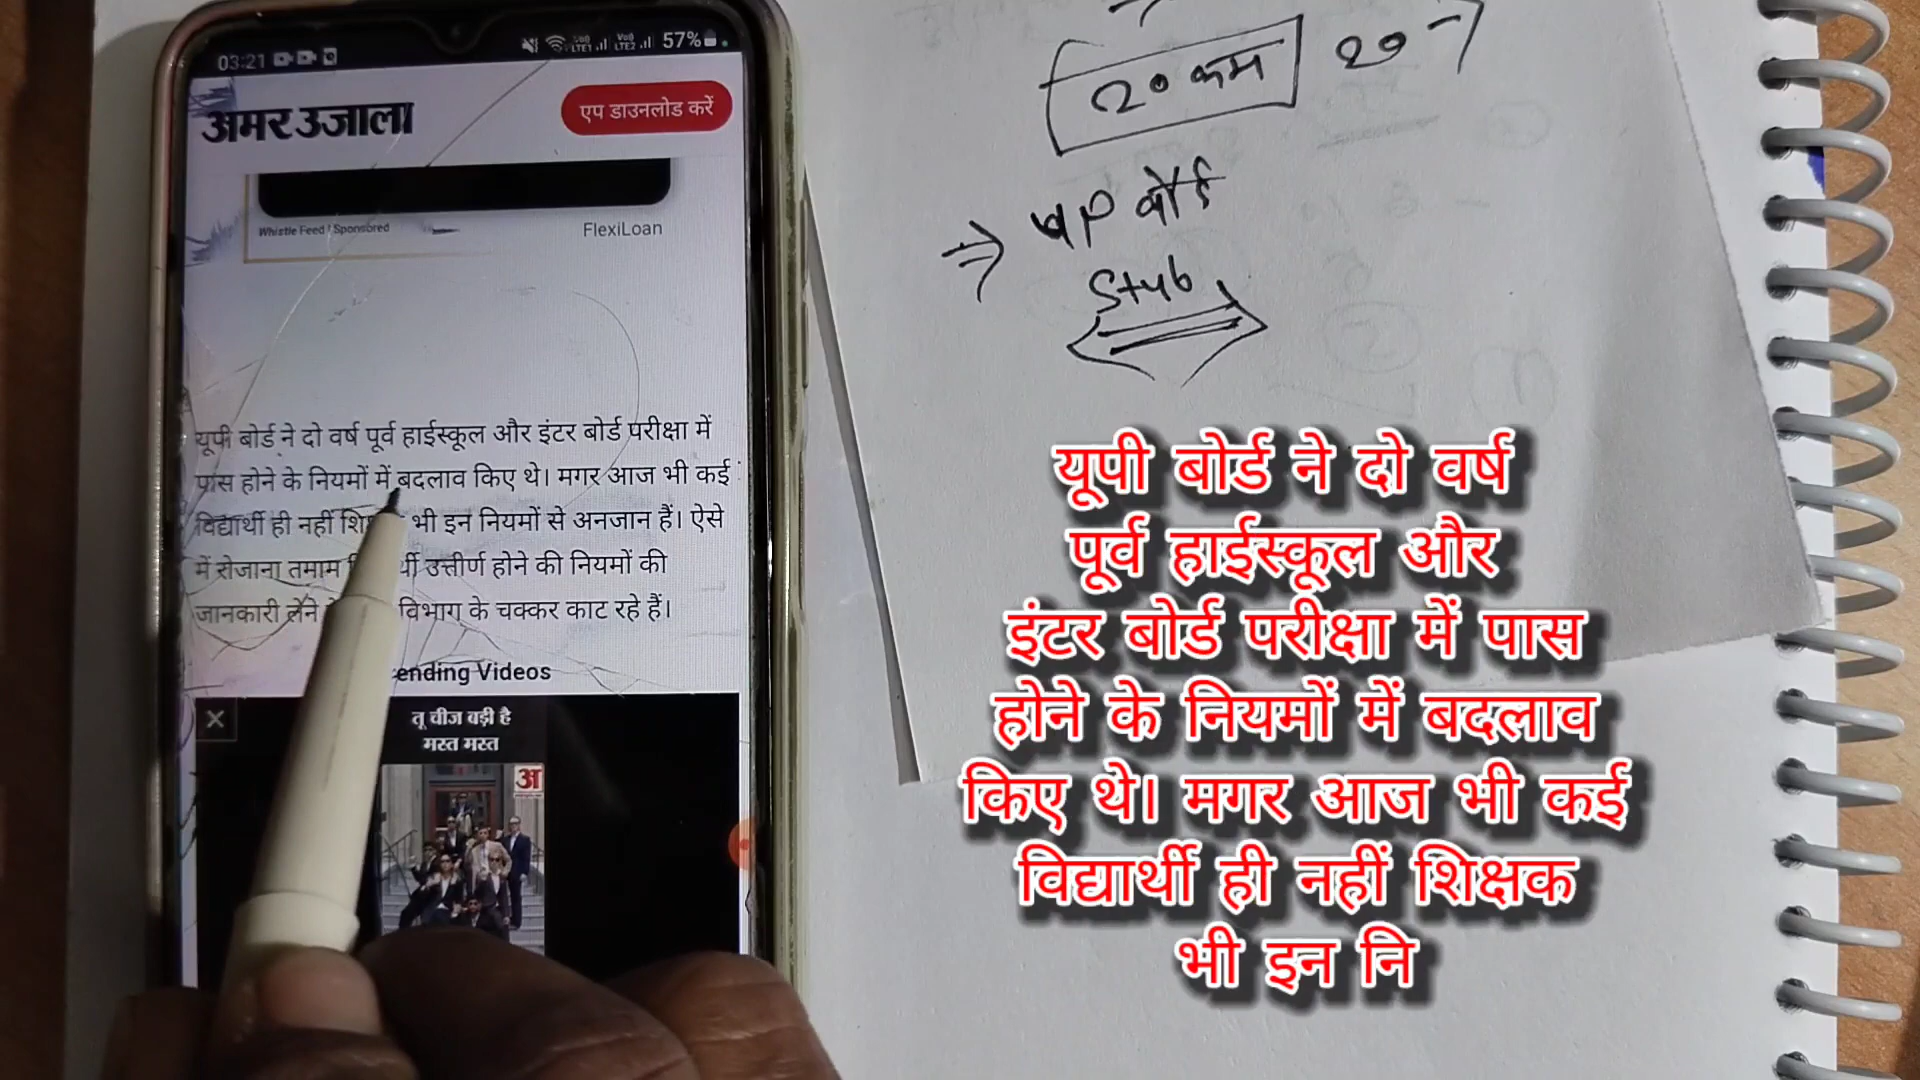 03:21
57%
अमर उजाला
एप डाउनलोड करें
Whistle Feed | Sponsored
FlexiLoan
यूपी बोर्ड ने दो वर्ष पूर्व हाईस्कूल और इंटर बोर्ड परीक्षा में
पास होने के नियमों में बदलाव किए थे। मगर आज भी कई
विद्यार्थी ही नहीं भी इन नियमों से अनजान हैं। ऐसे
में रोजाना तमाम उत्तीर्ण होने की नियमों की
जानकारी लेने विभाग के चक्कर काट रहे हैं।
ending Videos
तू चीज बड़ी है
मस्त मस्त
अ
२० कम
२०
UP बोर्ड
Stub
यूपी बोर्ड ने दो वर्ष
पूर्व हाईस्कूल और
इंटर बोर्ड परीक्षा में पास
होने के नियमों में बदलाव
किए थे। मगर आज भी कई
विद्यार्थी ही नहीं शिक्षक
भी इन नि